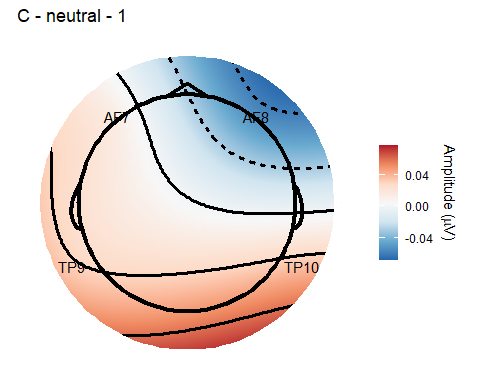 C - neutral - 1
AF7
AF8
TP9
TP10
0.04
0.00
-0.04
Amplitude (μV)